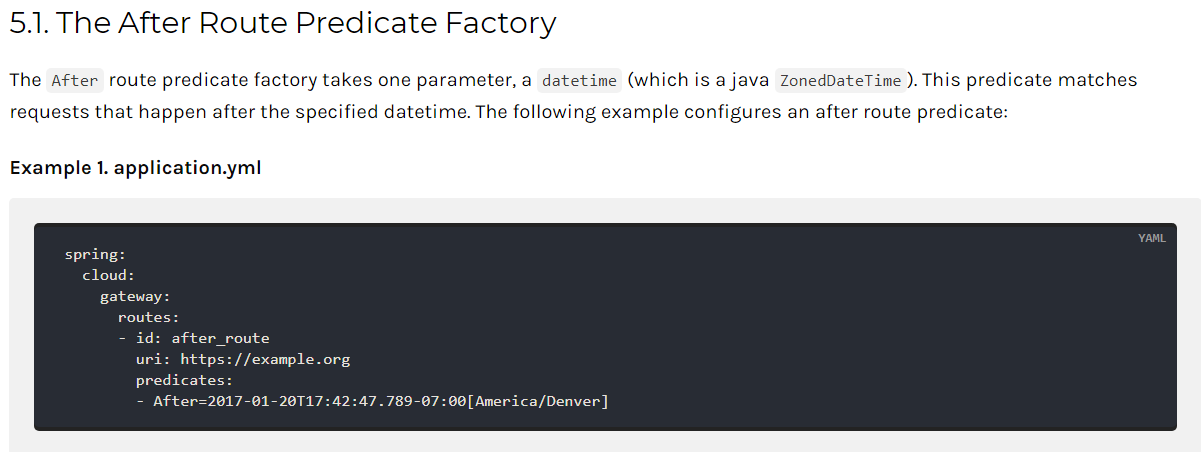 5.1. The After Route Predicate Factory
The After route predicate factory takes one parameter, a datetime (which is a java ZonedDateTime). This predicate matches
requests that happen after the specified datetime. The following example configures an after route predicate:
Example 1. application.yml
YAML
spring:
  cloud:
    gateway:
      routes:
      - id: after_route
        uri: https://example.org
        predicates:
        - After=2017-01-20T17:42:47.789-07:00[America/Denver]